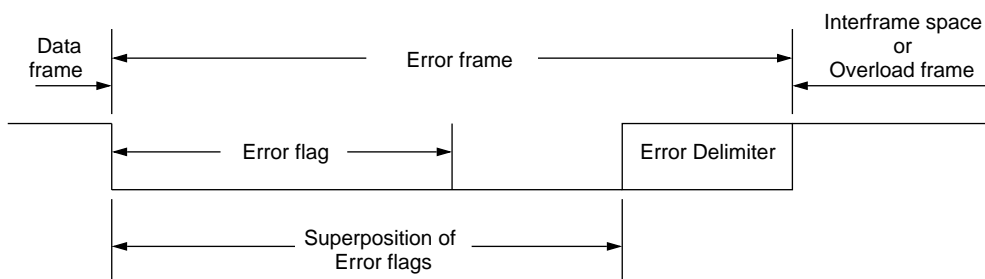 Data
frame
Error frame
Interframe space
or
Overload frame
Error flag
Error Delimiter
Superposition of
Error flags